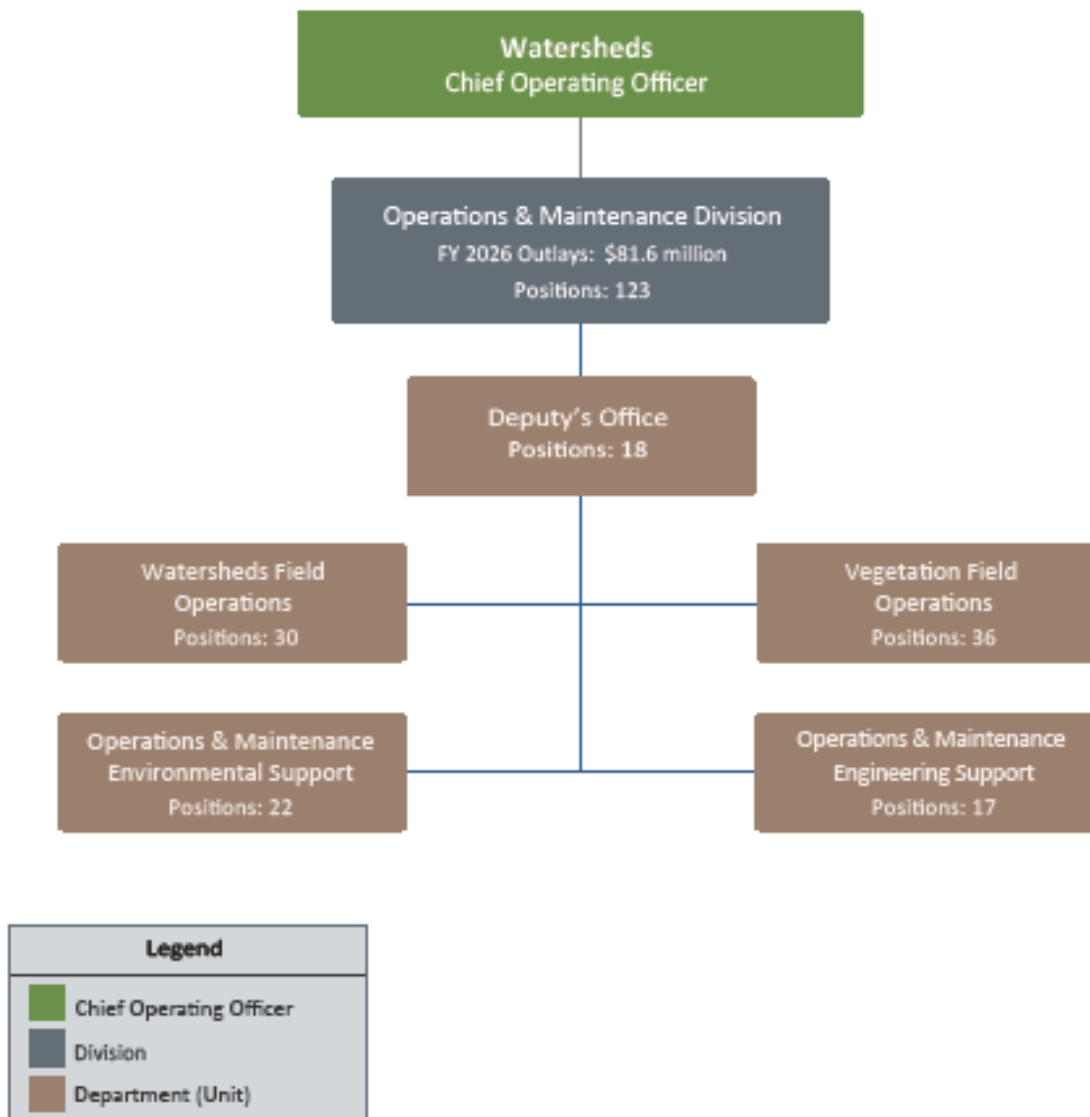 Watersheds
Chief Operating Officer
Operations & Maintenance Division
FY 2026 Outlays: $81.6 million
Positions: 123
Deputy’s Office
Positions: 18
Watersheds Field
Operations
Positions: 30
Vegetation Field
Operations
Positions: 36
Operations & Maintenance
Environmental Support
Positions: 22
Operations & Maintenance
Engineering Support
Positions: 17
Legend
Chief Operating Officer
Division
Department (Unit)